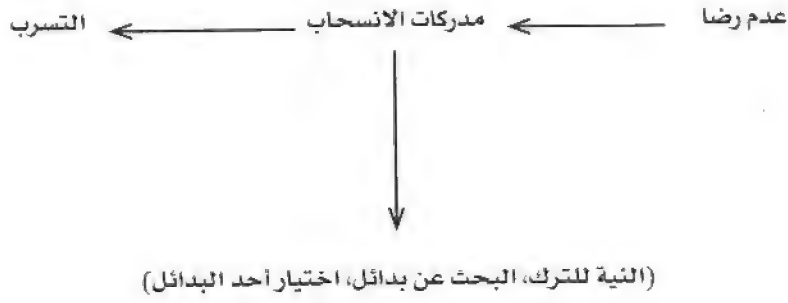 عدم رضا مدركات الانسحاب التسرب
(النية للترك، البحث عن بدائل، اختيار أحد البدائل)